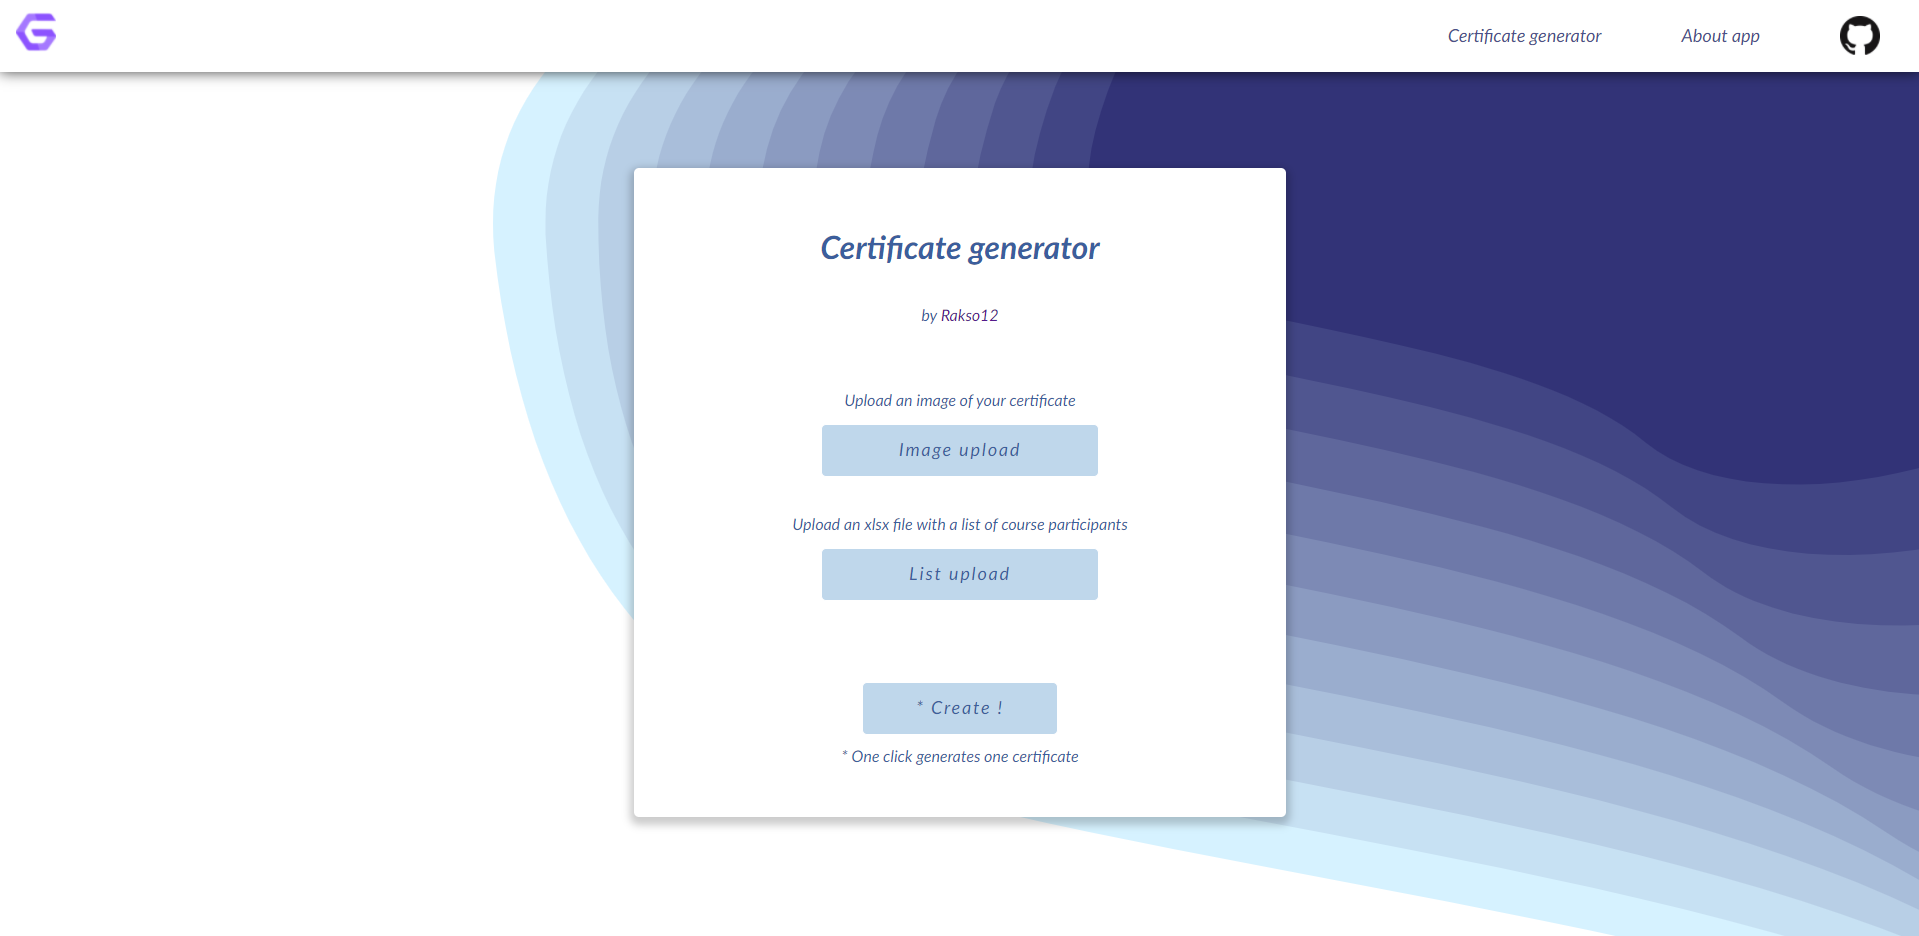 Certificate generator
About app
Certificate generator
by Rakso12
Upload an image of your certificate
Image upload
Upload an xlsx file with a list of course participants
List upload
* Create !
* One click generates one certificate